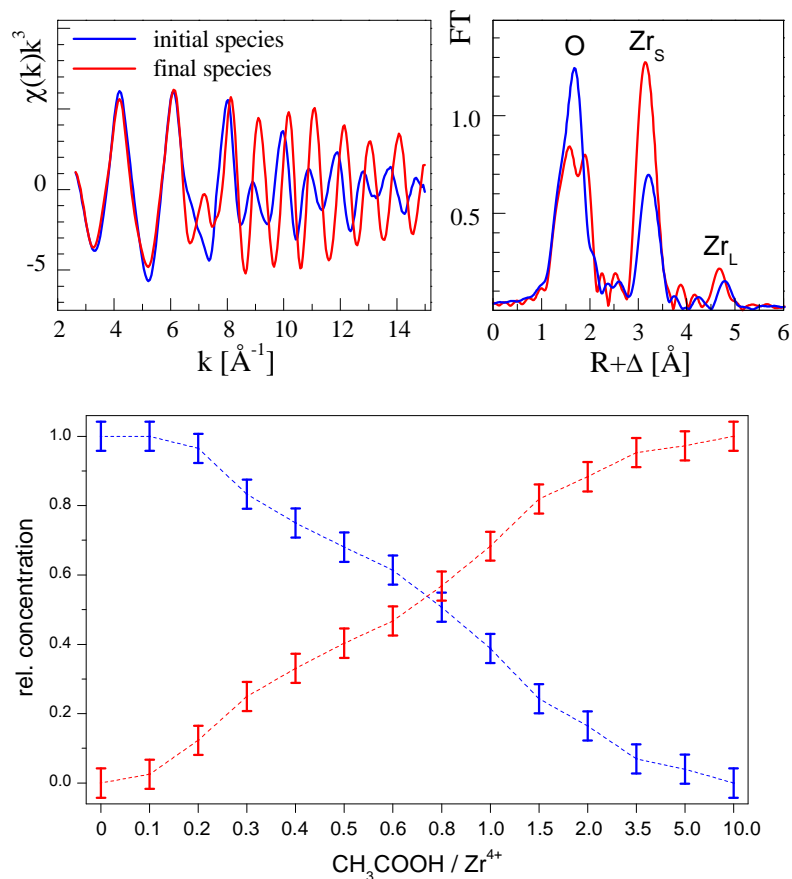 initial species
final species
χ(k)k³
0
-5
2 4 6 8 10 12 14
k [Å⁻¹]
FT
O
Zr_S
Zr_L
1.0
0.5
0 1 2 3 4 5 6
R+Δ [Å]
rel. concentration
1.0
0.8
0.6
0.4
0.2
0.0
0 0.1 0.2 0.3 0.4 0.5 0.6 0.8 1.0 1.5 2.0 3.5 5.0 10.0
CH₃COOH / Zr⁴⁺